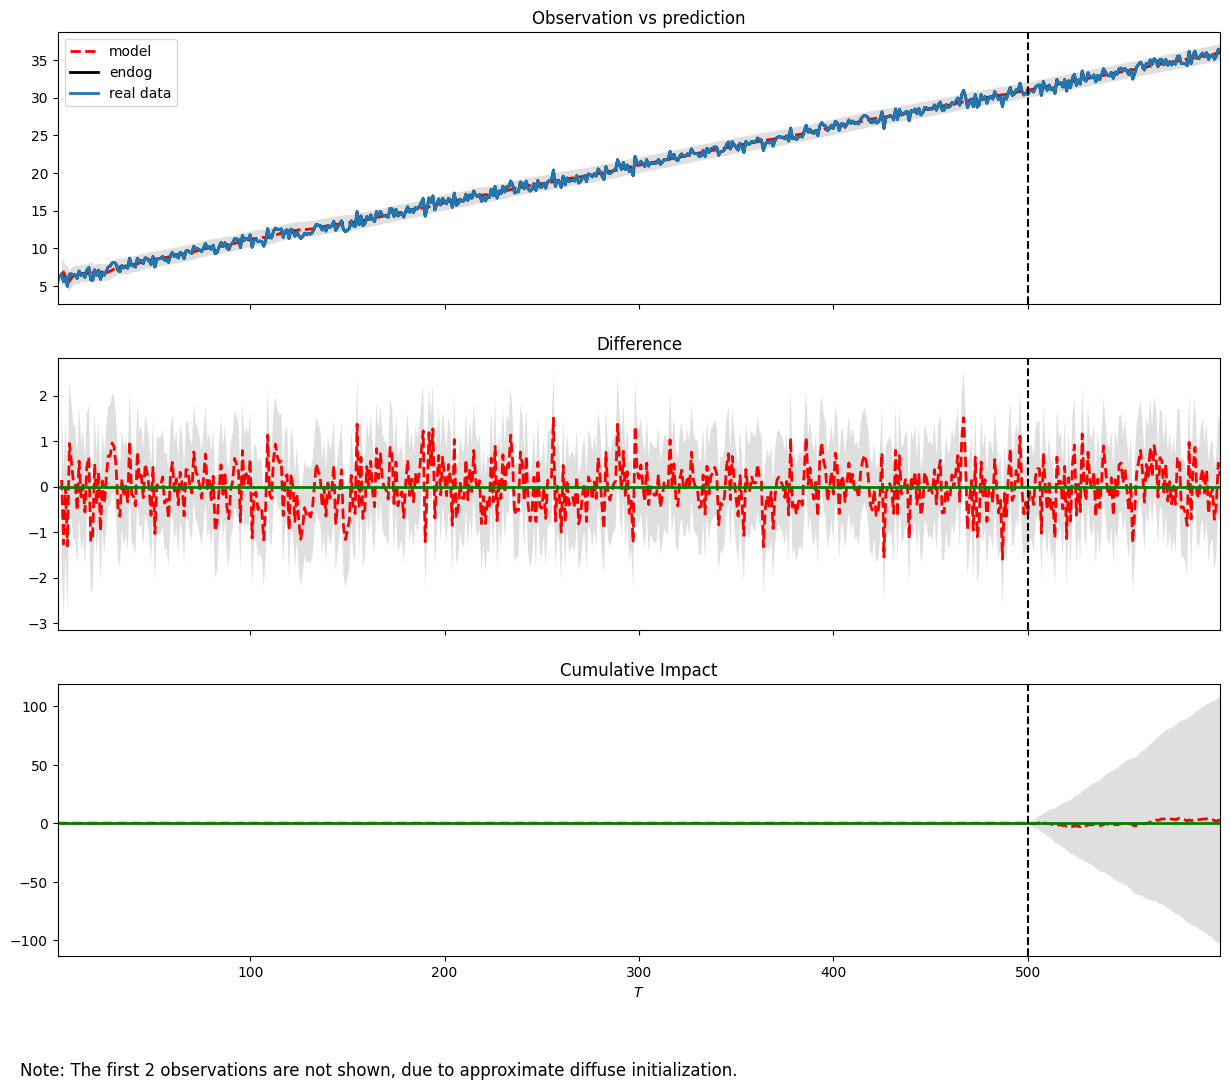 Observation vs prediction
model
endog
real data
35
30
25
20
15
10
5
Difference
2
1
0
−1
−2
−3
Cumulative Impact
100
50
0
−50
−100
100 200 300 400 500
T
Note: The first 2 observations are not shown, due to approximate diffuse initialization.